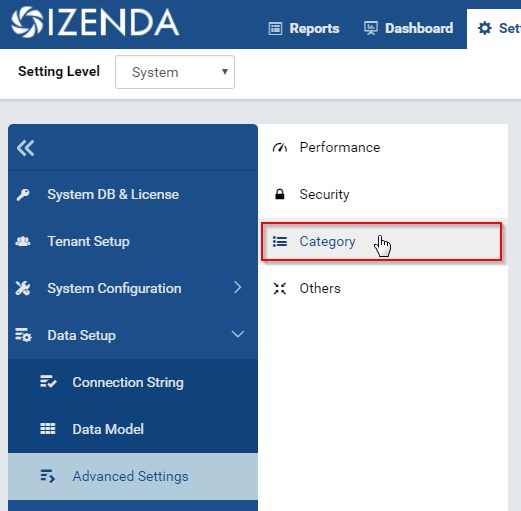 IZENDA
Reports
Dashboard
Setting Level
System
Performance
System DB & License
Security
Tenant Setup
Category
System Configuration
Others
Data Setup
Connection String
Data Model
Advanced Settings